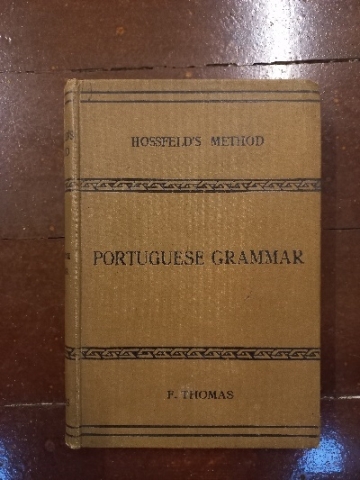 HOSSFELD'S METHOD
PORTUGUESE GRAMMAR
F. THOMAS